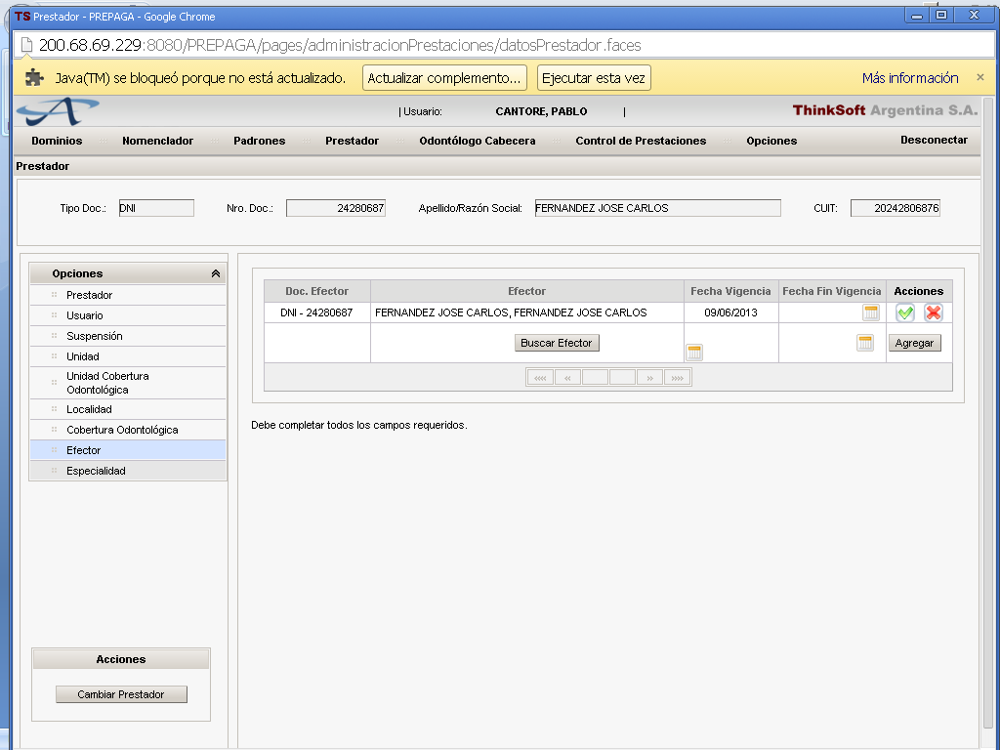 TS Prestador - PREPAGA - Google Chrome
200.68.69.229:8080/PREPAGA/pages/administracionPrestaciones/datosPrestador.faces
Java(TM) se bloqueó porque no está actualizado. Actualizar complemento... Ejecutar esta vez Más información ×
| Usuario: CANTORE, PABLO | ThinkSoft Argentina S.A.
Dominios Nomenclador Padrones Prestador Odontólogo Cabecera Control de Prestaciones Opciones Desconectar
Prestador
Tipo Doc.: DNI Nro. Doc.: 24280687 Apellido/Razón Social: FERNANDEZ JOSE CARLOS CUIT: 20242806876
Opciones
Prestador
Usuario
Suspensión
Unidad
Unidad Cobertura
Odontológica
Localidad
Cobertura Odontológica
Efector
Especialidad
Doc. Efector Efector Fecha Vigencia Fecha Fin Vigencia Acciones
DNI - 24280687 FERNANDEZ JOSE CARLOS, FERNANDEZ JOSE CARLOS 09/06/2013
Buscar Efector Agregar
«« « » »»
Debe completar todos los campos requeridos.
Acciones
Cambiar Prestador